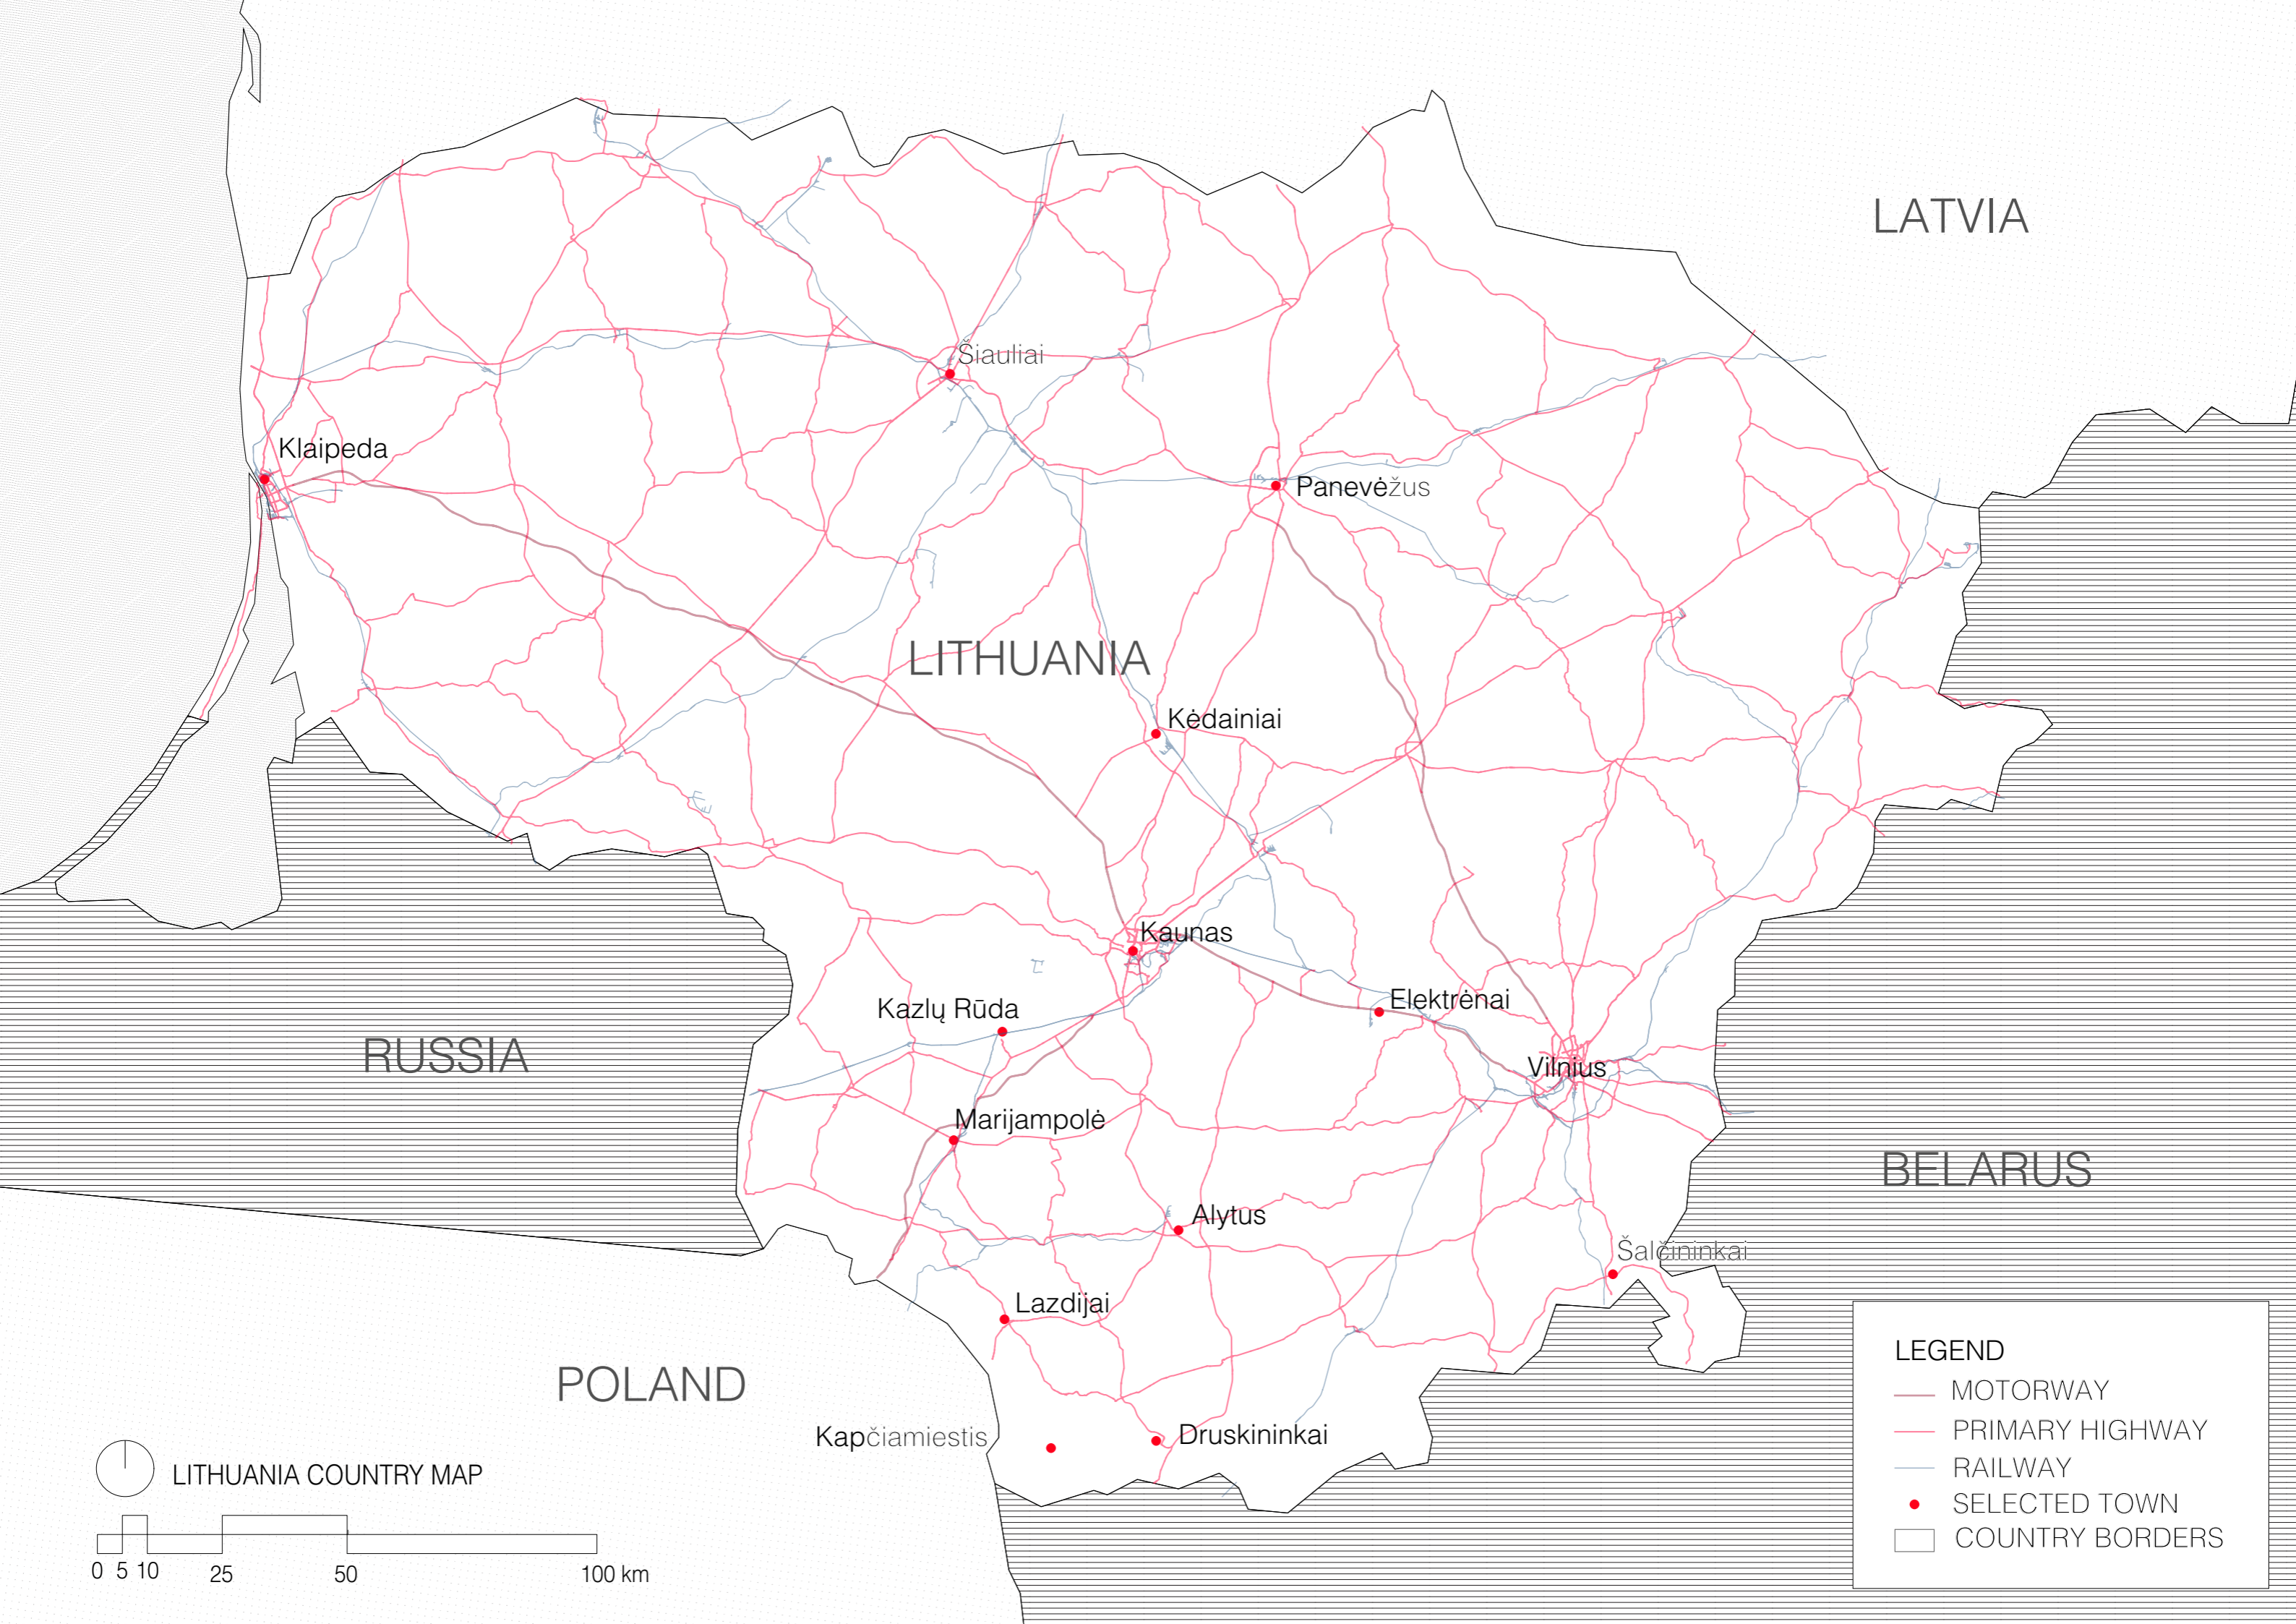 LATVIA
Šiauliai
Klaipeda
Panevėžus
LITHUANIA
Kėdainiai
Kaunas
Elektrėnai
Kazlų Rūda
RUSSIA
Vilnius
Marijampolė
BELARUS
Alytus
Šalčininkai
Lazdijai
POLAND
Kapčiamiestis
Druskininkai
LITHUANIA COUNTRY MAP
0 5 10 25 50 100 km
LEGEND
MOTORWAY
PRIMARY HIGHWAY
RAILWAY
SELECTED TOWN
COUNTRY BORDERS